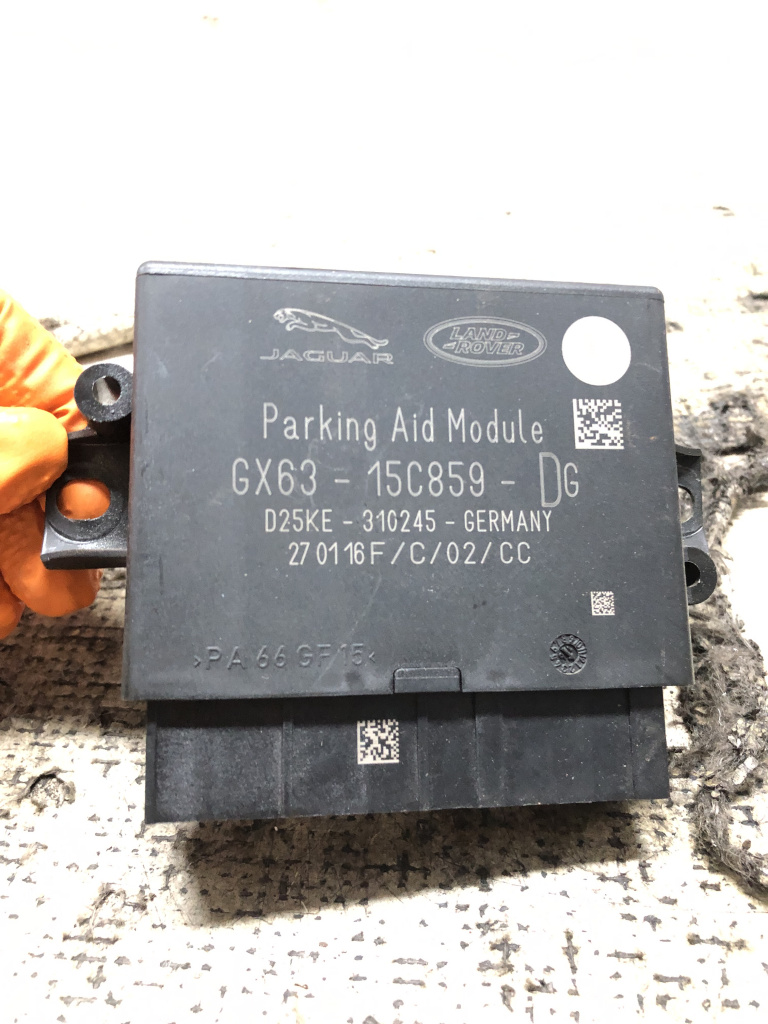 JAGUAR
LAND
ROVER
Parking Aid Module
GX63 - 15C859 - DG
D25KE - 310245 - GERMANY
270116F/C/02/CC
>PA 66 GF15<